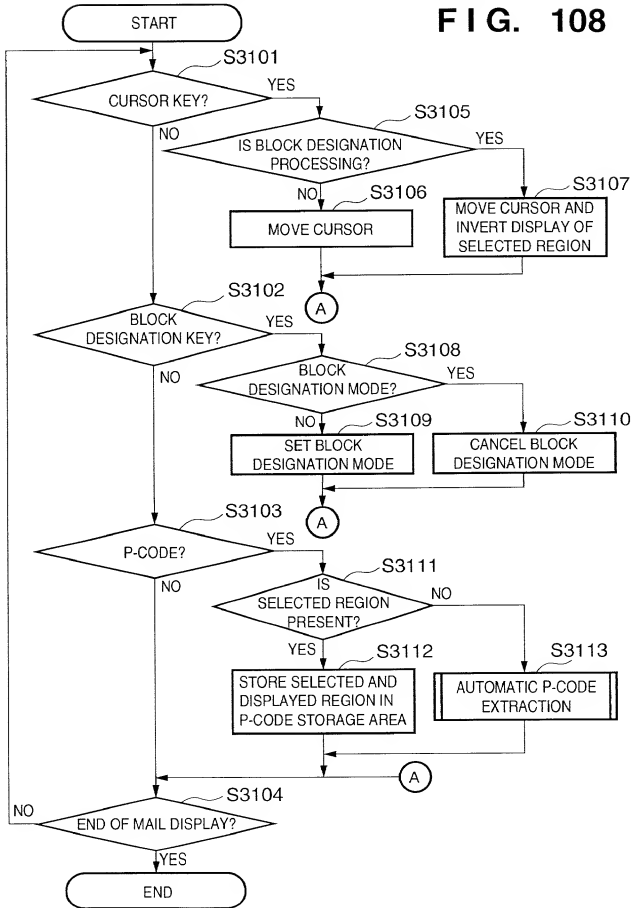 FIG. 108
START
S3101
CURSOR KEY?
YES
NO
S3105
IS BLOCK DESIGNATION
PROCESSING?
YES
NO
S3106
MOVE CURSOR
S3107
MOVE CURSOR AND
INVERT DISPLAY OF
SELECTED REGION
A
S3102
BLOCK
DESIGNATION KEY?
YES
NO
S3108
BLOCK
DESIGNATION MODE?
YES
NO
S3109
SET BLOCK
DESIGNATION MODE
S3110
CANCEL BLOCK
DESIGNATION MODE
A
S3103
P-CODE?
YES
NO
S3111
IS
SELECTED REGION
PRESENT?
NO
YES
S3112
STORE SELECTED AND
DISPLAYED REGION IN
P-CODE STORAGE AREA
S3113
AUTOMATIC P-CODE
EXTRACTION
A
S3104
NO
END OF MAIL DISPLAY?
YES
END